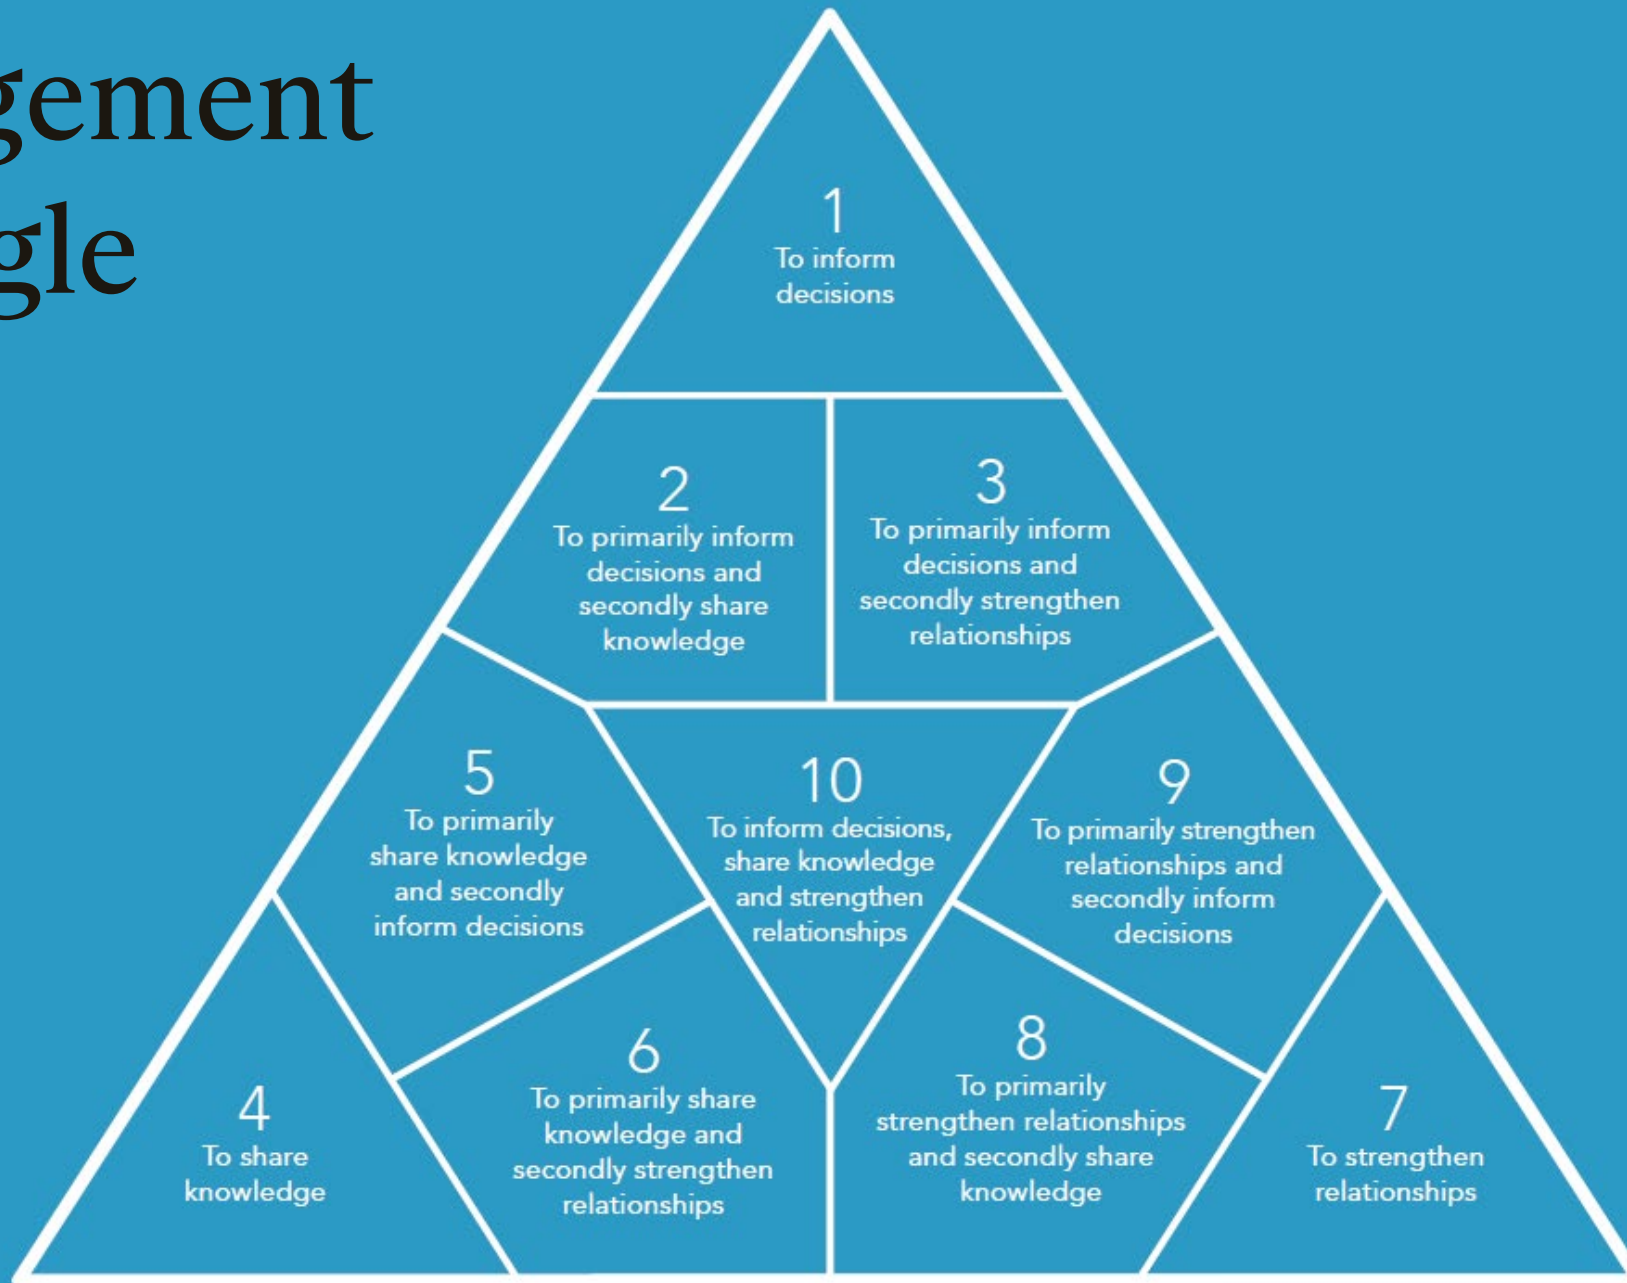 gement
gle
1
To inform
decisions
2
To primarily inform
decisions and
secondly share
knowledge
3
To primarily inform
decisions and
secondly strengthen
relationships
5
To primarily
share knowledge
and secondly
inform decisions
10
To inform decisions,
share knowledge
and strengthen
relationships
9
To primarily strengthen
relationships and
secondly inform
decisions
4
To share
knowledge
6
To primarily share
knowledge and
secondly strengthen
relationships
8
To primarily
strengthen relationships
and secondly share
knowledge
7
To strengthen
relationships